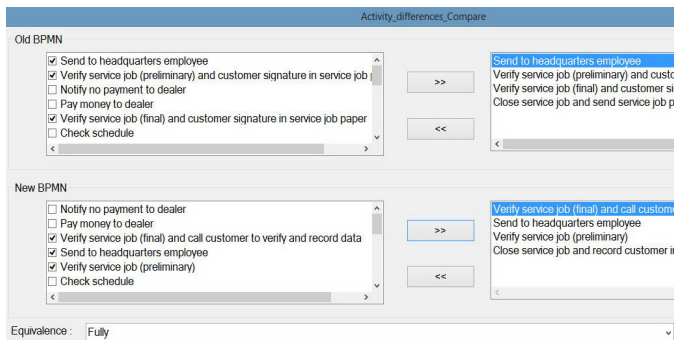 Activity_differences_Compare
Old BPMN
Send to headquarters employee
Verify service job (preliminary) and customer signature in service job
Notify no payment to dealer
Pay money to dealer
Verify service job (final) and customer signature in service job paper
Check schedule
>>
<<
Send to headquarters employee
Verify service job (preliminary) and custo
Verify service job (final) and customer si
Close service job and send service job p
New BPMN
Notify no payment to dealer
Pay money to dealer
Verify service job (final) and call customer to verify and record data
Send to headquarters employee
Verify service job (preliminary)
Check schedule
>>
<<
Verify service job (final) and call custome
Send to headquarters employee
Verify service job (preliminary)
Close service job and record customer i
Equivalence : Fully